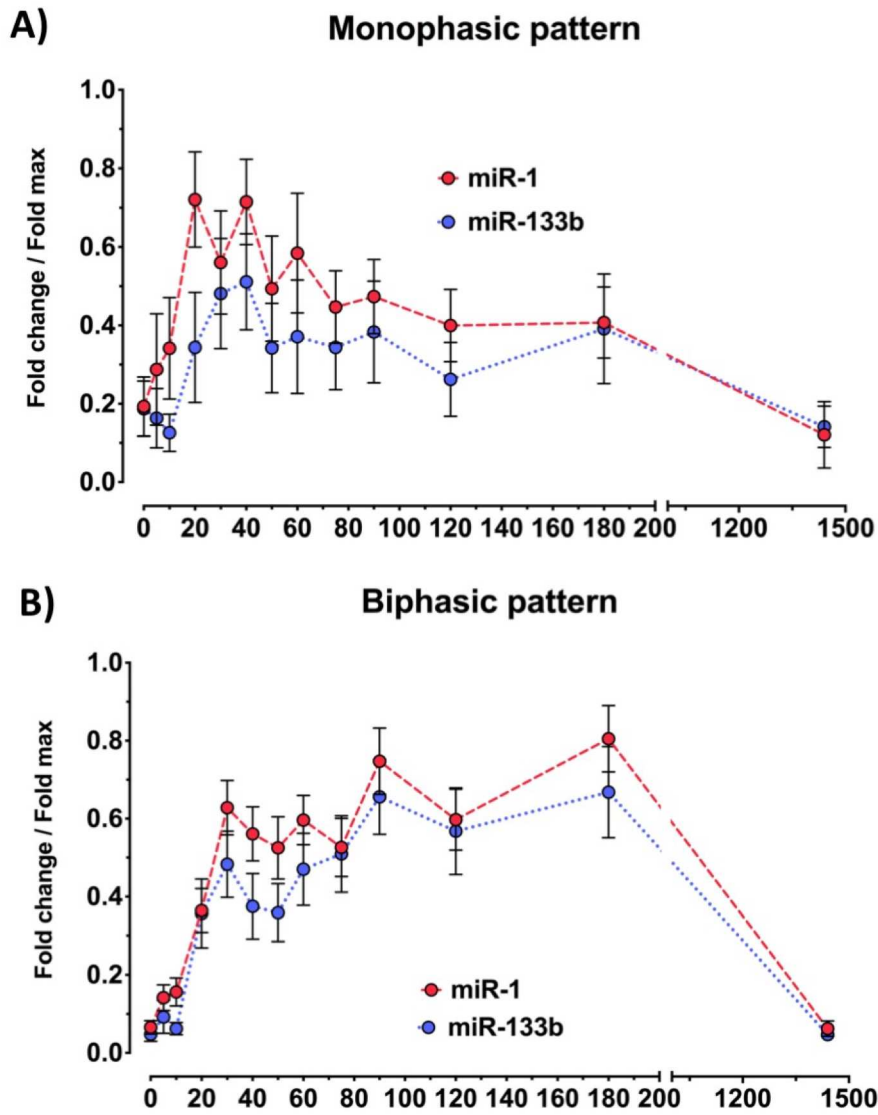 A)
Monophasic pattern
Fold change / Fold max
1.0
0.8
0.6
0.4
0.2
0.0
miR-1
miR-133b
0 20 40 60 80 100 120 140 160 180 200 1200 1500
B)
Biphasic pattern
Fold change / Fold max
1.0
0.8
0.6
0.4
0.2
0.0
miR-1
miR-133b
0 20 40 60 80 100 120 140 160 180 200 1200 1500